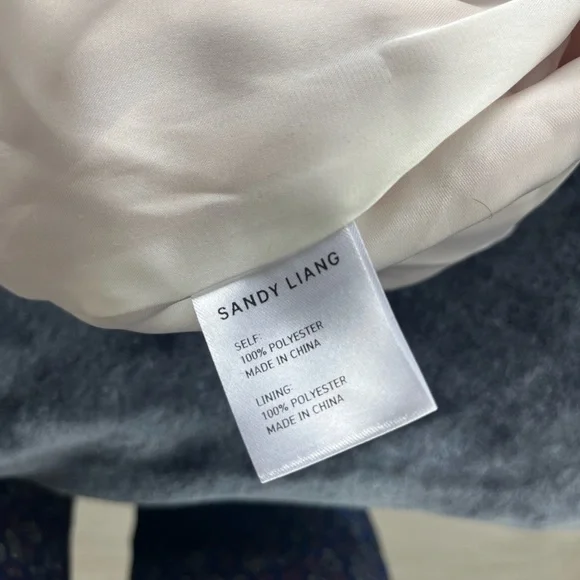 SANDY LIANG
SELF:
100% POLYESTER
MADE IN CHINA
LINING:
100% POLYESTER
MADE IN CHINA